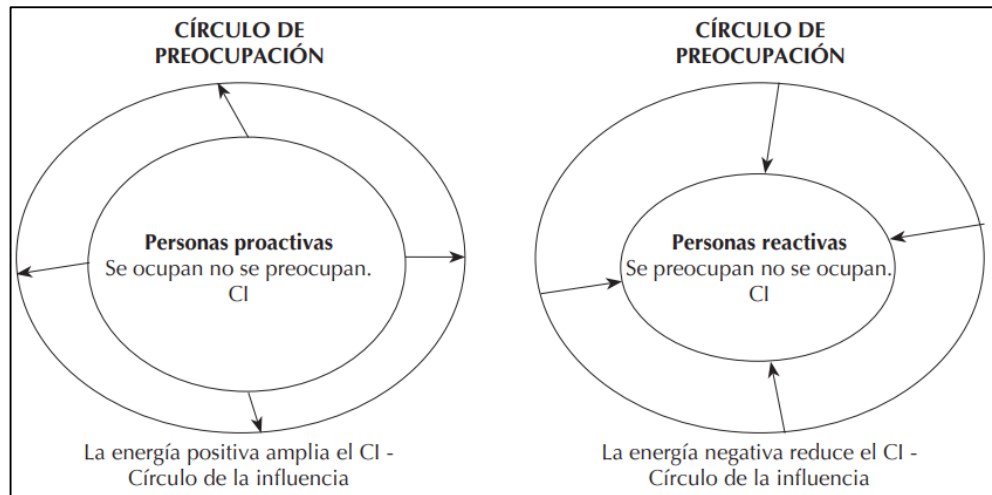 CÍRCULO DE
PREOCUPACIÓN
Personas proactivas
Se ocupan no se preocupan.
CI
La energía positiva amplia el CI -
Círculo de la influencia
CÍRCULO DE
PREOCUPACIÓN
Personas reactivas
Se preocupan no se ocupan.
CI
La energía negativa reduce el CI -
Círculo de la influencia